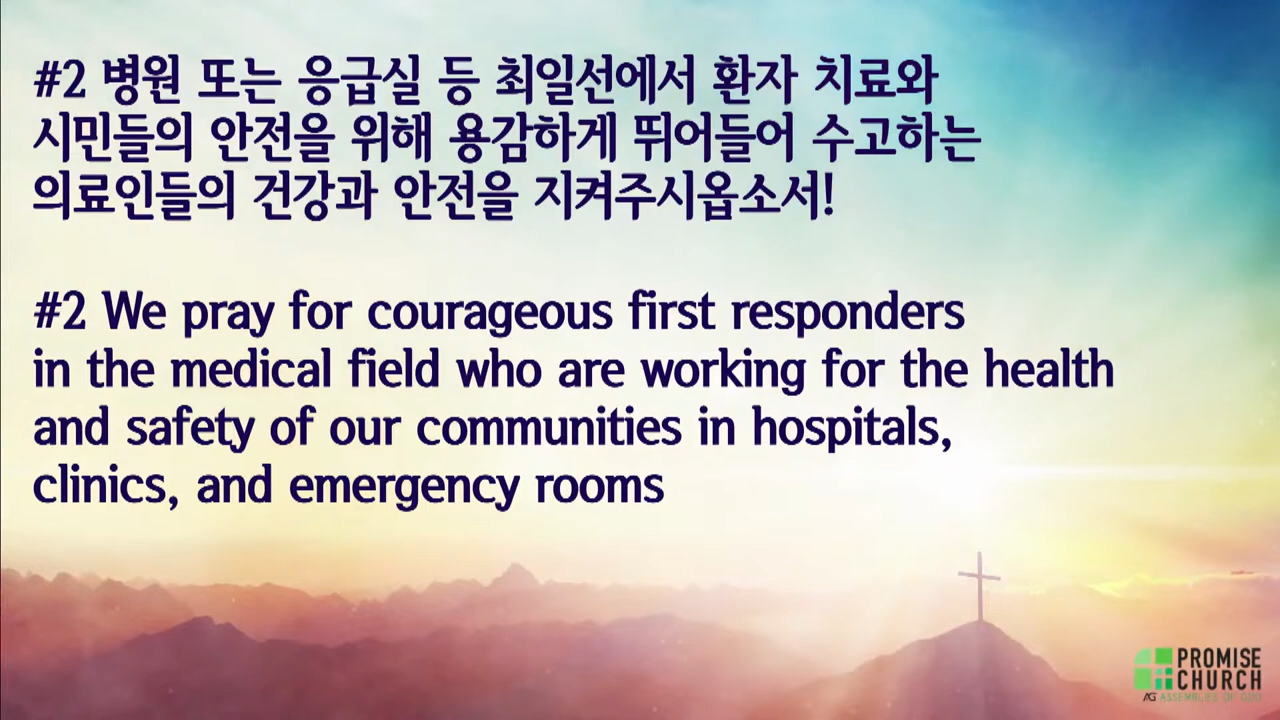 #2 병원 또는 응급실 등 최일선에서 환자 치료와
시민들의 안전을 위해 용감하게 뛰어들어 수고하는
의료인들의 건강과 안전을 지켜주시옵소서!
#2 We pray for courageous first responders
in the medical field who are working for the health
and safety of our communities in hospitals,
clinics, and emergency rooms
PROMISE
CHURCH
AG ASSEMBLIES OF GOD